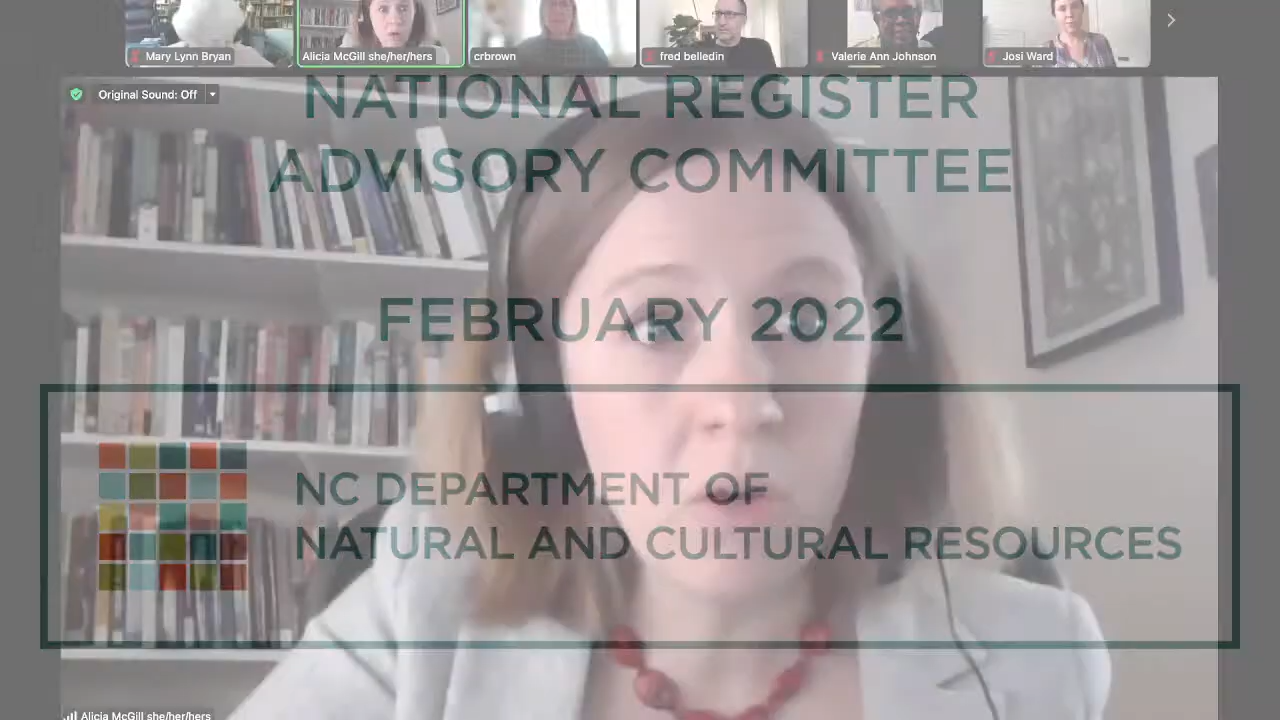 Mary Lynn Bryan
Alicia McGill she/her/hers
crbrown
fred belledin
Valerie Ann Johnson
Josi Ward
Original Sound: Off
NATIONAL REGISTER
ADVISORY COMMITTEE
FEBRUARY 2022
NC DEPARTMENT OF
NATURAL AND CULTURAL RESOURCES
Alicia McGill she/her/hers